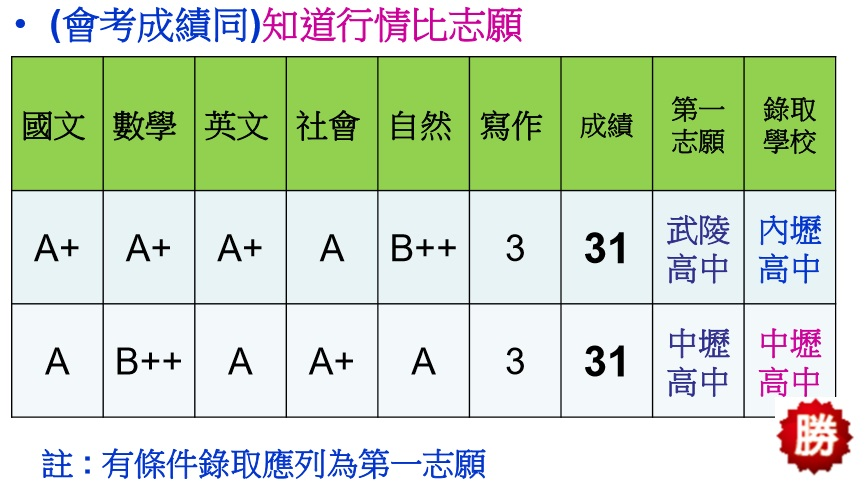 • (會考成績同)知道行情比志願
國文 數學 英文 社會 自然 寫作 成績 第一 錄取
志願 學校
A+ A+ A+ A B++ 3 31 武陵 內壢
高中 高中
A B++ A A+ A 3 31 中壢 中壢
高中 高中
勝
註：有條件錄取應列為第一志願